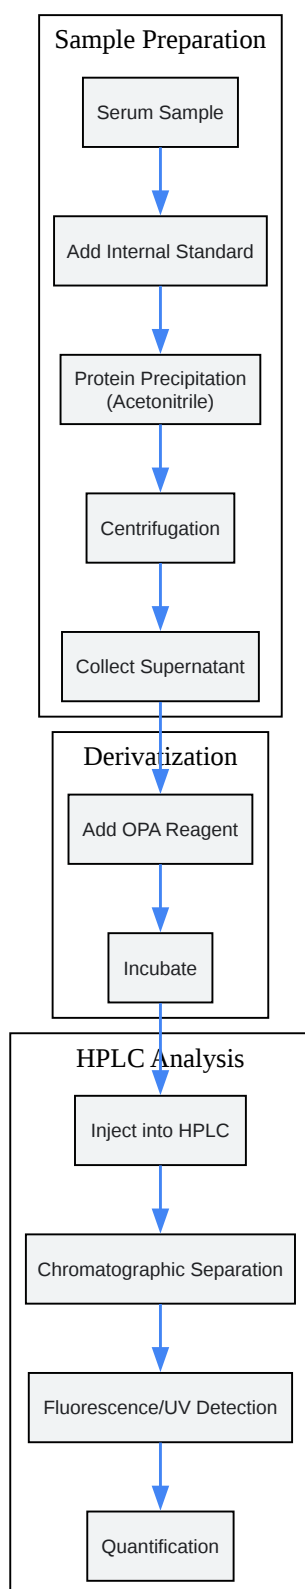 Sample Preparation
Serum Sample
Add Internal Standard
Protein Precipitation
(Acetonitrile)
Centrifugation
Collect Supernatant
Derivatization
Add OPA Reagent
Incubate
HPLC Analysis
Inject into HPLC
Chromatographic Separation
Fluorescence/UV Detection
Quantification